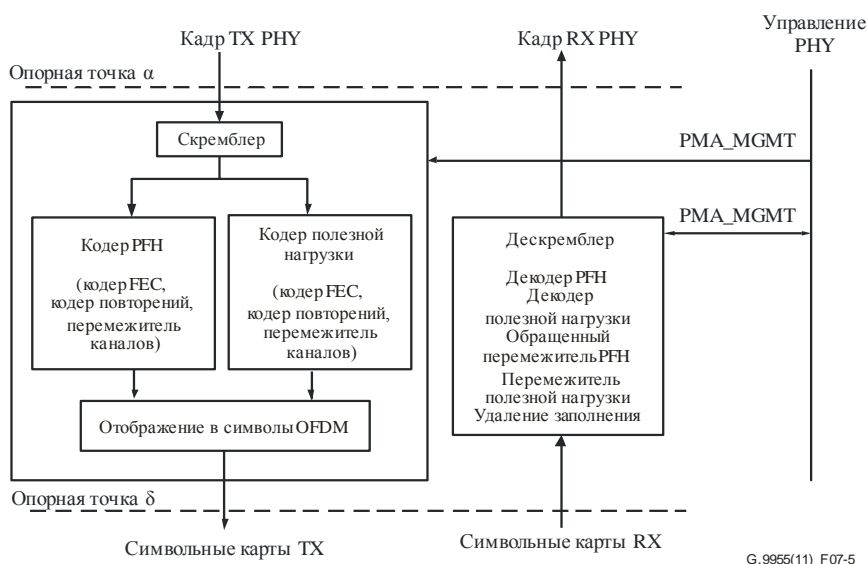 Кадр TX PHY
Кадр RX PHY
Управление
PHY
Опорная точка α
Скремблер
PMA_MGMT
PMA_MGMT
Кодер PFH
(кодер FEC,
кодер повторений,
перемежитель
каналов)
Кодер полезной
нагрузки
(кодер FEC,
кодер повторений,
перемежитель
каналов)
Дескремблер
Декодер PFH
Декодер
полезной нагрузки
Обращенный
перемежитель PFH
Перемежитель
полезной нагрузки
Удаление заполнения
Отображение в символы OFDM
Опорная точка δ
Символьные карты TX
Символьные карты RX
G.9955(11)_F07-5